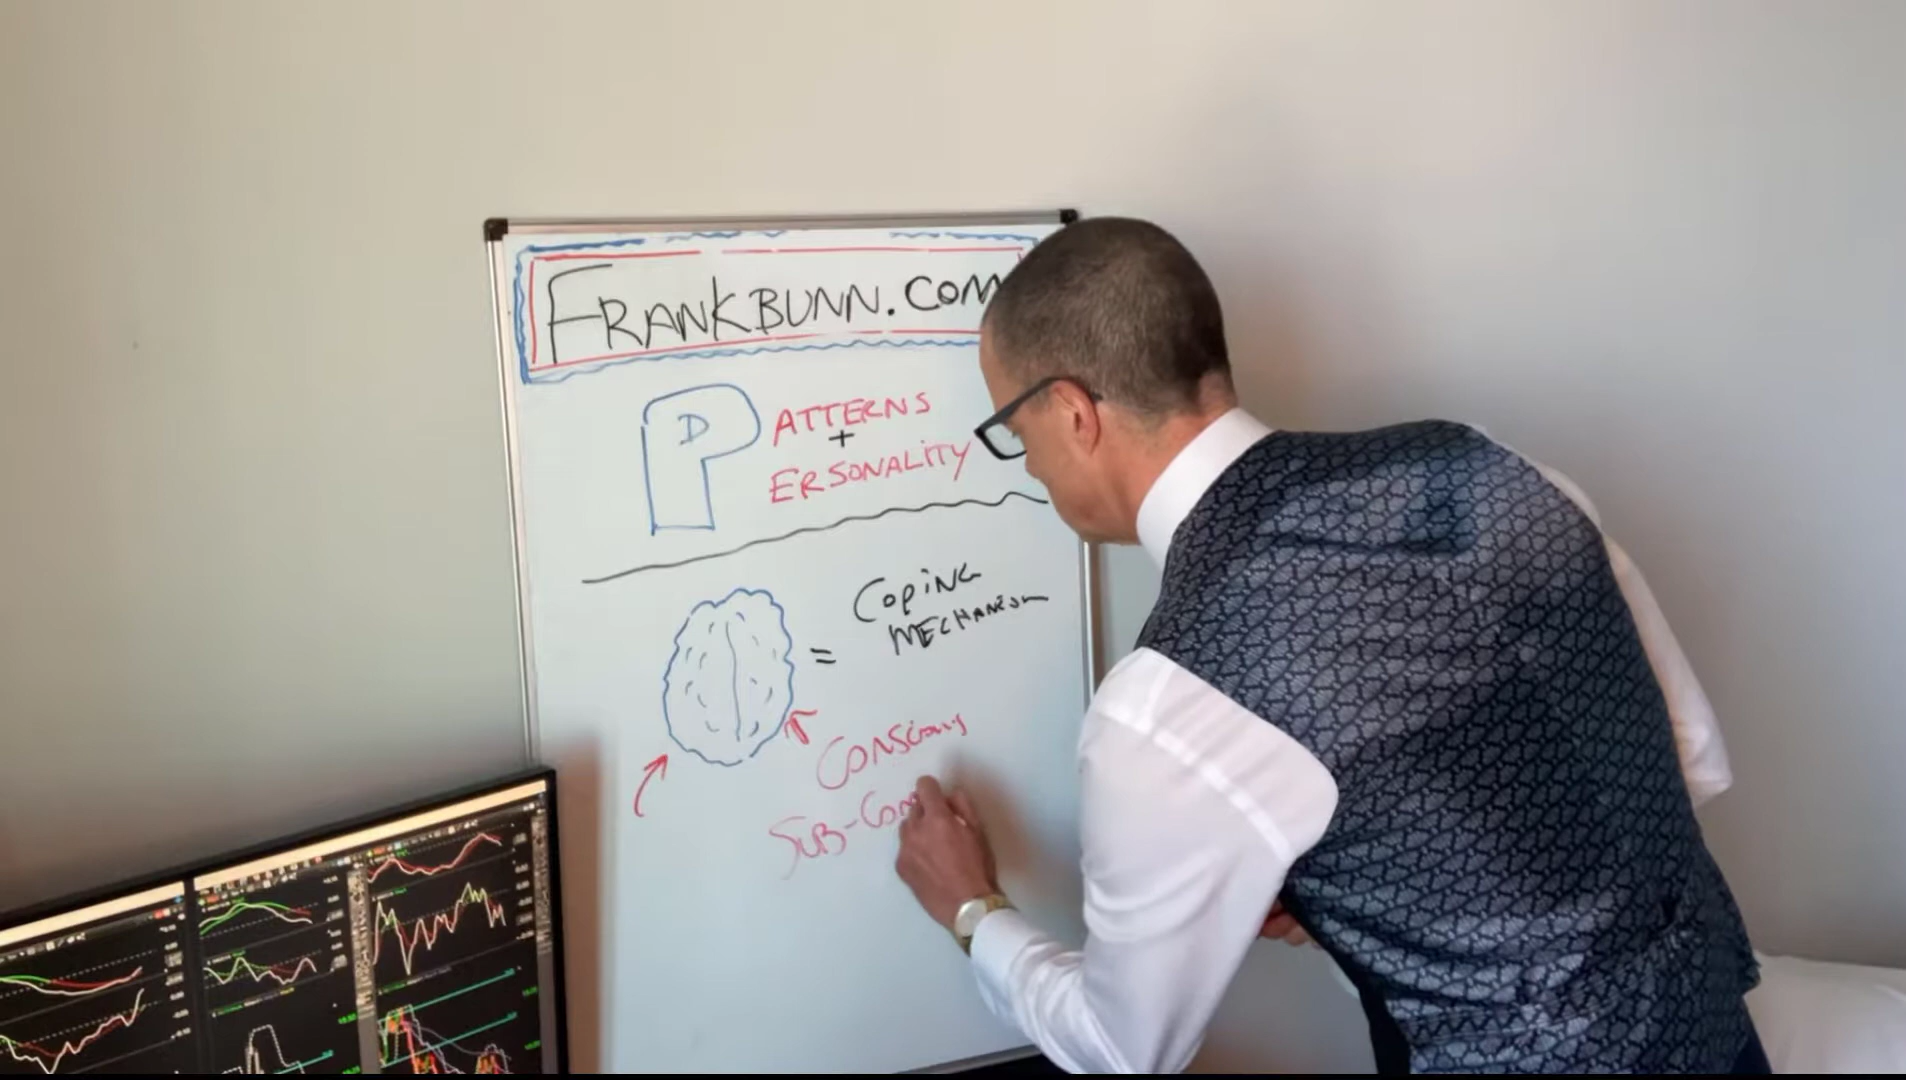 FRANKBUNN.COM
D
P ATTERNS
+
ERSONALITY
= COPING
MECHANISM
CONSCIOUS
SUB-CON